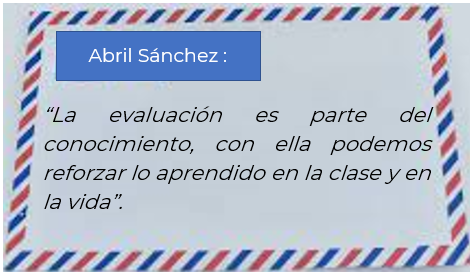 Abril Sánchez :
“La evaluación es parte del
conocimiento, con ella podemos
reforzar lo aprendido en la clase y en
la vida”.